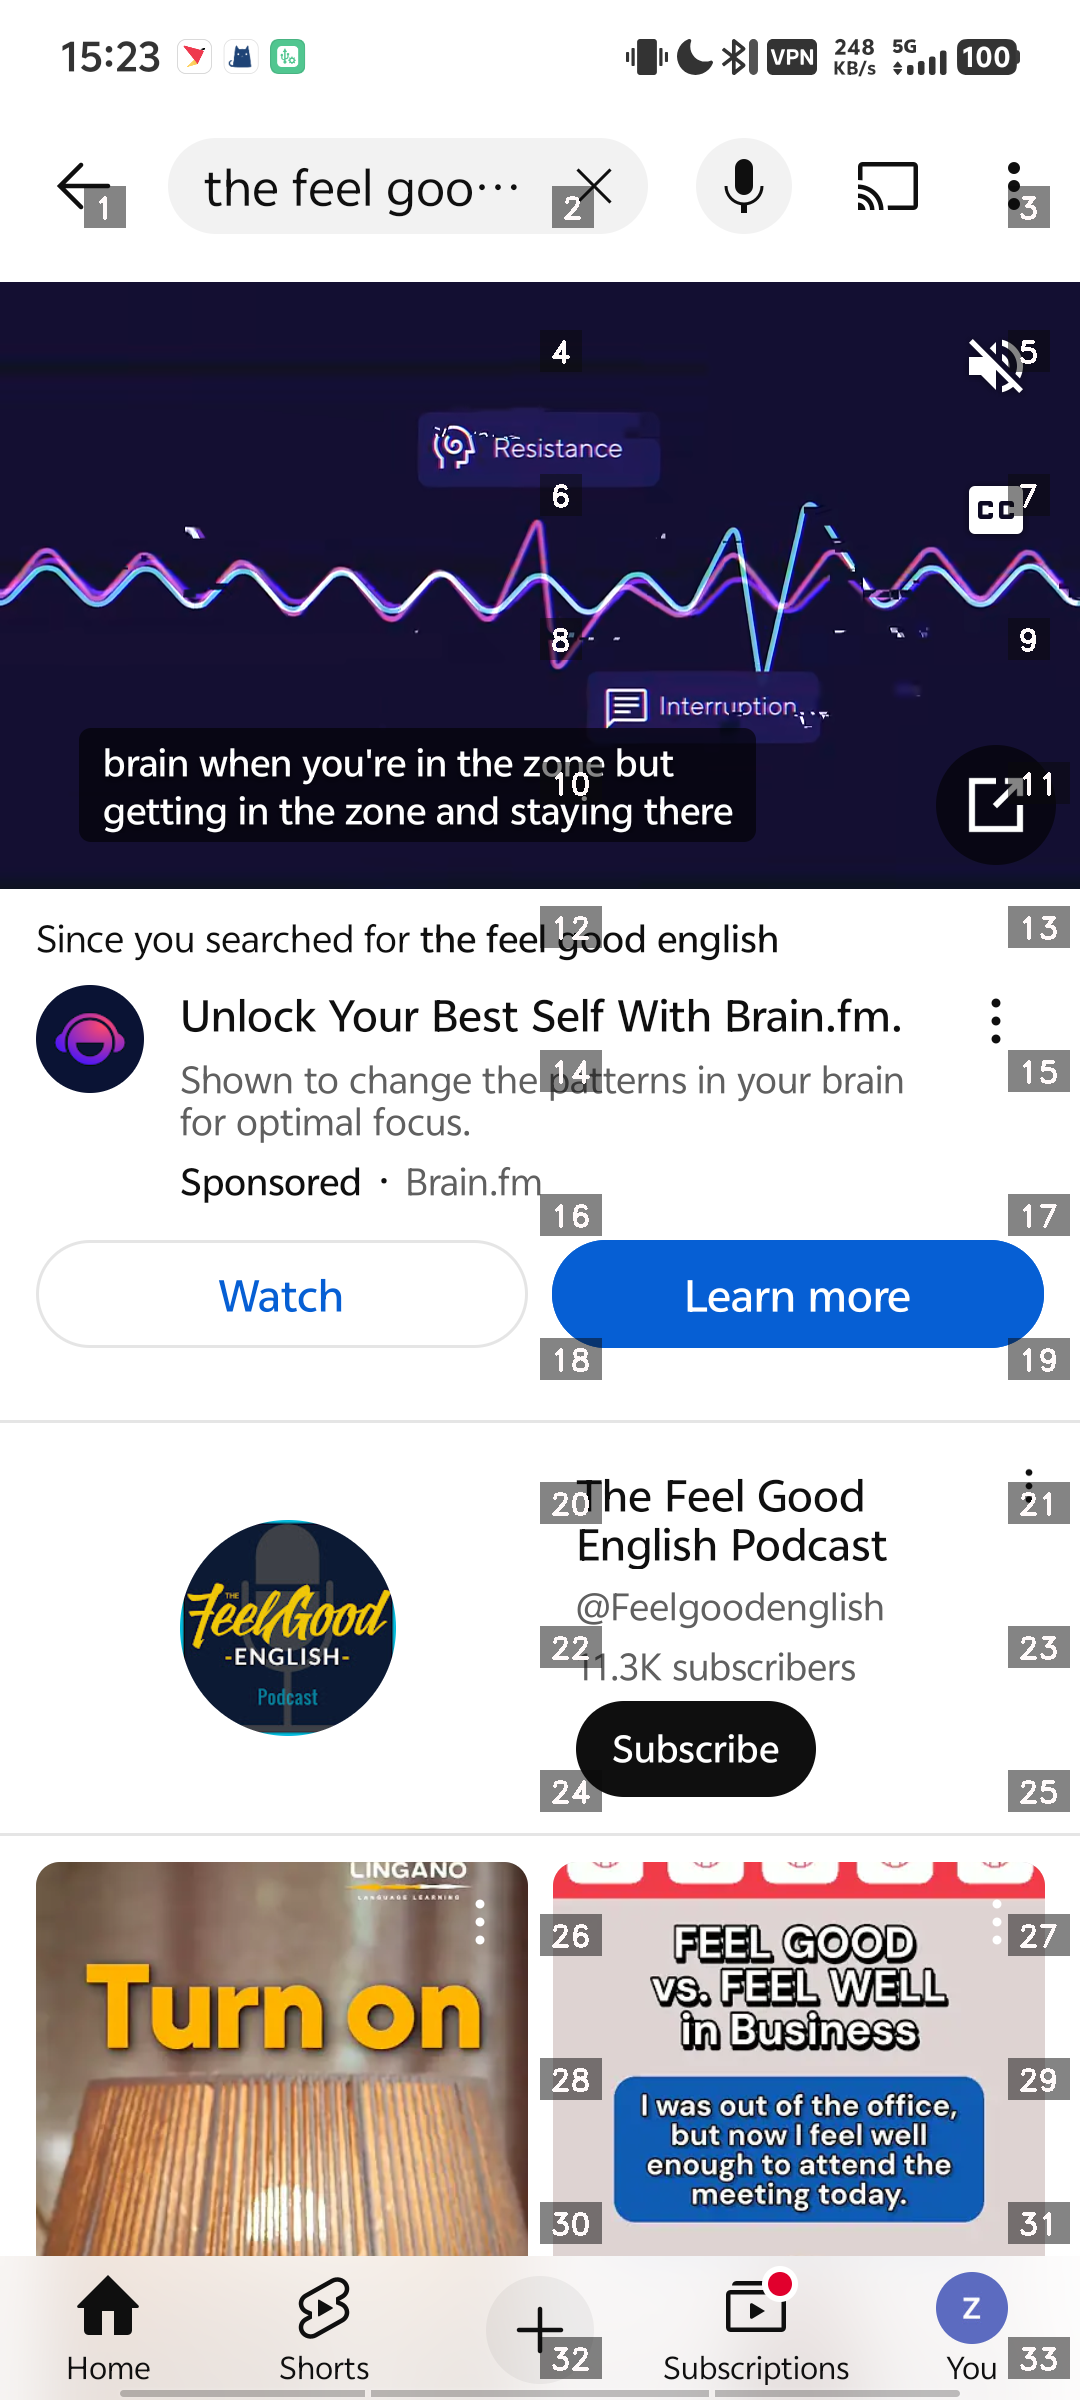 15:23
VPN
248
KB/s
5G
100
the feel goo...
1
2
3
4
5
Resistance
6
CC
7
8
9
Interruption
brain when you're in the zone but
10
11
getting in the zone and staying there
Since you searched for the feel good english
12
13
Unlock Your Best Self With Brain.fm.
Shown to change the patterns in your brain
14
15
for optimal focus.
Sponsored · Brain.fm
16
17
Watch
Learn more
18
19
The Feel Good
20
21
English Podcast
THE
Feel Good
-ENGLISH-
Podcast
@Feelgoodenglish
22
23
11.3K subscribers
Subscribe
24
25
LINGANO
LANGUAGE LEARNING
Turn on
26
27
FEEL GOOD
vs. FEEL WELL
in Business
28
29
I was out of the office,
but now I feel well
enough to attend the
meeting today.
30
31
Home
Shorts
Subscriptions
Z
You
32
33